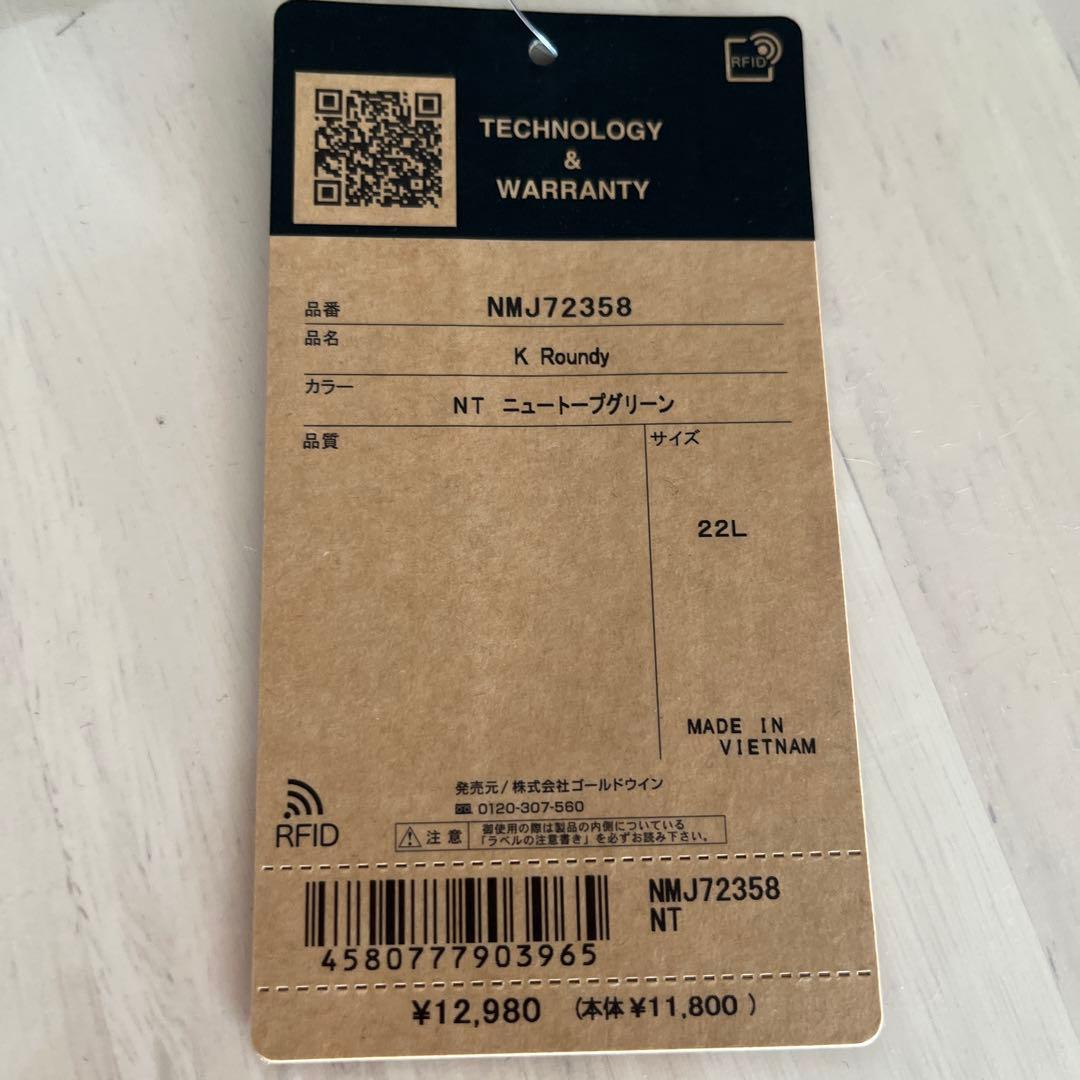 RFID
TECHNOLOGY
&
WARRANTY
品番 NMJ72358
品名
K Roundy
カラー
NT ニュートープグリーン
品質
サイズ
22L
MADE IN
VIETNAM
発売元/株式会社ゴールドウイン
0120-307-560
RFID
注意
御使用の際は製品の内側についている
「ラベルの注意書き」を必ずお読み下さい。
NMJ72358
NT
4580777903965
¥12,980 (本体¥11,800 )